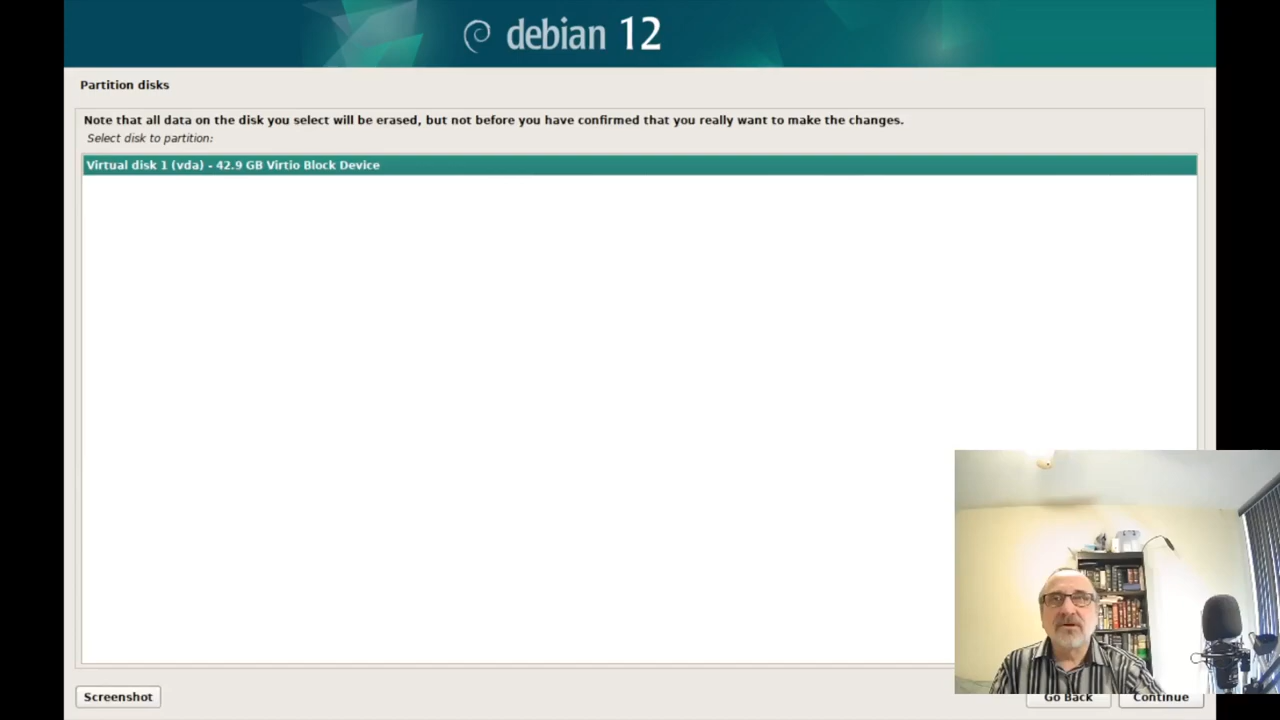 debian 12
Partition disks
Note that all data on the disk you select will be erased, but not before you have confirmed that you really want to make the changes.
Select disk to partition:
Virtual disk 1 (vda) - 42.9 GB Virtio Block Device
Screenshot
Go Back
Continue